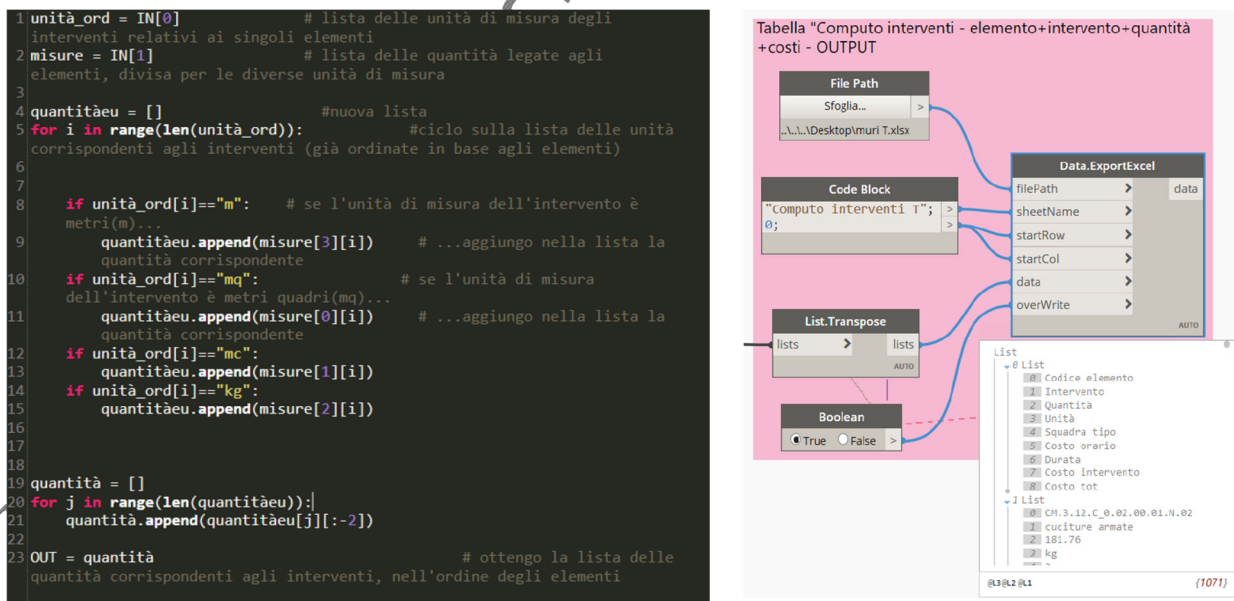 1 unità_ord = IN[0] # lista delle unità di misura degli
interventi relativi ai singoli elementi
2 misure = IN[1] # lista delle quantità legate agli
elementi, divisa per le diverse unità di misura
3
4 quantitàeu = [] #nuova lista
5 for i in range(len(unità_ord)): #ciclo sulla lista delle unità
corrispondenti agli interventi (già ordinate in base agli elementi)
6
7
8 if unità_ord[i]=="m": # se l'unità di misura dell'intervento è
metri(m)...
9 quantitàeu.append(misure[3][i]) # ...aggiungo nella lista la
quantità corrispondente
10 if unità_ord[i]=="mq": # se l'unità di misura
dell'intervento è metri quadri(mq)...
11 quantitàeu.append(misure[0][i]) # ...aggiungo nella lista la
quantità corrispondente
12 if unità_ord[i]=="mc":
13 quantitàeu.append(misure[1][i])
14 if unità_ord[i]=="kg":
15 quantitàeu.append(misure[2][i])
16
17
18
19 quantità = []
20 for j in range(len(quantitàeu)):
21 quantità.append(quantitàeu[j][:-2])
22
23 OUT = quantità # ottengo la lista delle
quantità corrispondenti agli interventi, nell'ordine degli elementi
Tabella "Computo interventi - elemento+intervento+quantità
+costi - OUTPUT
File Path
Sfoglia... >
..\..\..\Desktop\muri T.xlsx
Code Block
"Computo interventi T"; >
0; >
Data.ExportExcel
filePath > data
sheetName >
startRow >
startCol >
data >
overWrite >
AUTO
List.Transpose
lists > lists
AUTO
Boolean
True False >
List
0 List
0 Codice elemento
1 Intervento
2 Quantità
3 Unità
4 Squadra tipo
5 Costo orario
6 Durata
7 Costo intervento
8 Costo tot
1 List
0 CM.3.12.C_0.02.00.01.N.02
1 cuciture armate
2 181.76
3 kg
@L3 @L2 @L1 {1071}